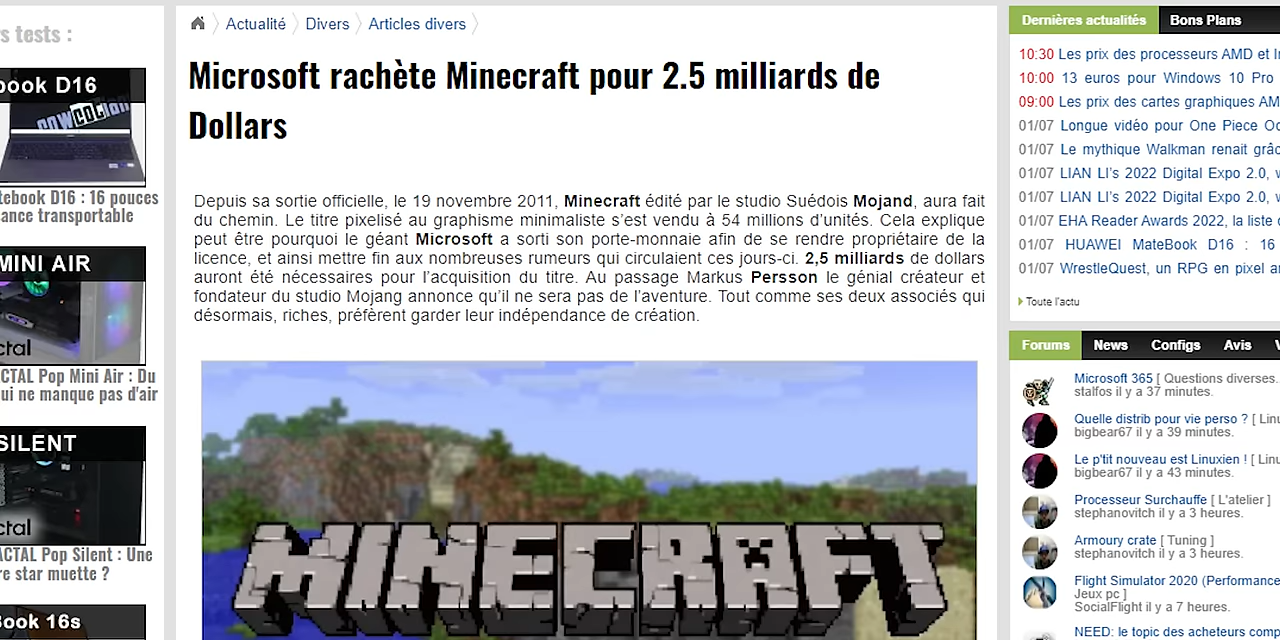 s tests :
book D16
COWCOTLAND
tebook D16 : 16 pouces
sance transportable
MINI AIR
ctal
CTAL Pop Mini Air : Du
ui ne manque pas d'air
SILENT
ctal
ACTAL Pop Silent : Une
re star muette ?
Book 16s
Actualité
Divers
Articles divers
Microsoft rachète Minecraft pour 2.5 milliards de
Dollars
Depuis sa sortie officielle, le 19 novembre 2011, Minecraft édité par le studio Suédois Mojand, aura fait
du chemin. Le titre pixelisé au graphisme minimaliste s'est vendu à 54 millions d'unités. Cela explique
peut être pourquoi le géant Microsoft a sorti son porte-monnaie afin de se rendre propriétaire de la
licence, et ainsi mettre fin aux nombreuses rumeurs qui circulaient ces jours-ci. 2,5 milliards de dollars
auront été nécessaires pour l'acquisition du titre. Au passage Markus Persson le génial créateur et
fondateur du studio Mojang annonce qu'il ne sera pas de l'aventure. Tout comme ses deux associés qui
désormais, riches, préfèrent garder leur indépendance de création.
MINECRAFT
Dernières actualités Bons Plans
10:30 Les prix des processeurs AMD et In
10:00 13 euros pour Windows 10 Pro
09:00 Les prix des cartes graphiques AM
01/07 Longue vidéo pour One Piece Od
01/07 Le mythique Walkman renait grâc
01/07 LIAN LI's 2022 Digital Expo 2.0, v
01/07 LIAN LI's 2022 Digital Expo 2.0, v
01/07 EHA Reader Awards 2022, la liste d
01/07 HUAWEI MateBook D16 : 16
01/07 WrestleQuest, un RPG en pixel ar
Toute l'actu
Forums News Configs Avis V
Microsoft 365 [ Questions diverses.
stalfos il y a 37 minutes.
Quelle distrib pour vie perso ? [ Linu
bigbear67 il y a 39 minutes.
Le p'tit nouveau est Linuxien ! [ Linu
bigbear67 il y a 43 minutes.
Processeur Surchauffe [ L'atelier ]
stephanovitch il y a 3 heures.
Armoury crate [ Tuning ]
stephanovitch il y a 3 heures.
Flight Simulator 2020 (Performance
Jeux pc ]
SocialFlight il y a 7 heures.
NEED: le topic des acheteurs comp